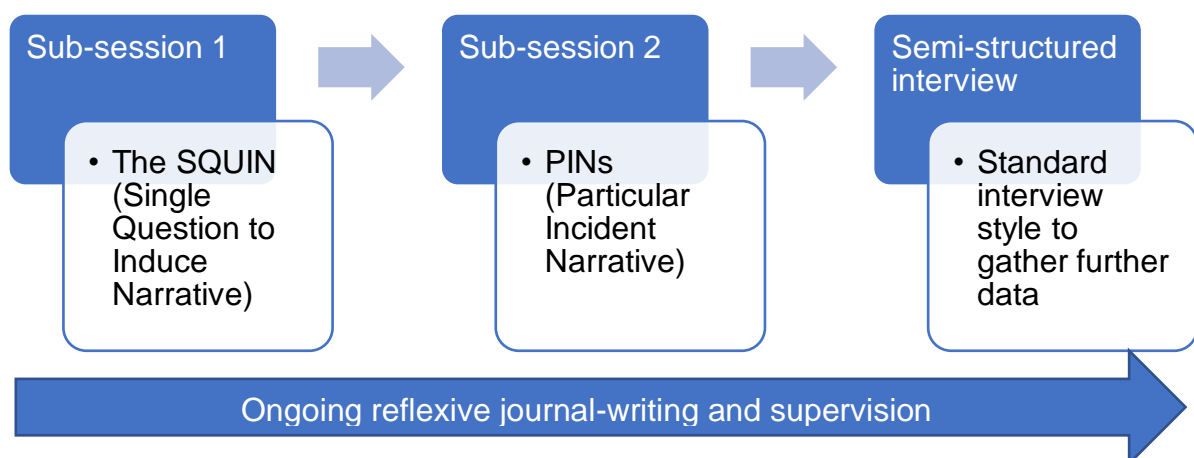 Sub-session 1
• The SQUIN
(Single
Question to
Induce
Narrative)
Sub-session 2
• PINs
(Particular
Incident
Narrative)
Semi-structured
interview
• Standard
interview
style to
gather further
data
Ongoing reflexive journal-writing and supervision